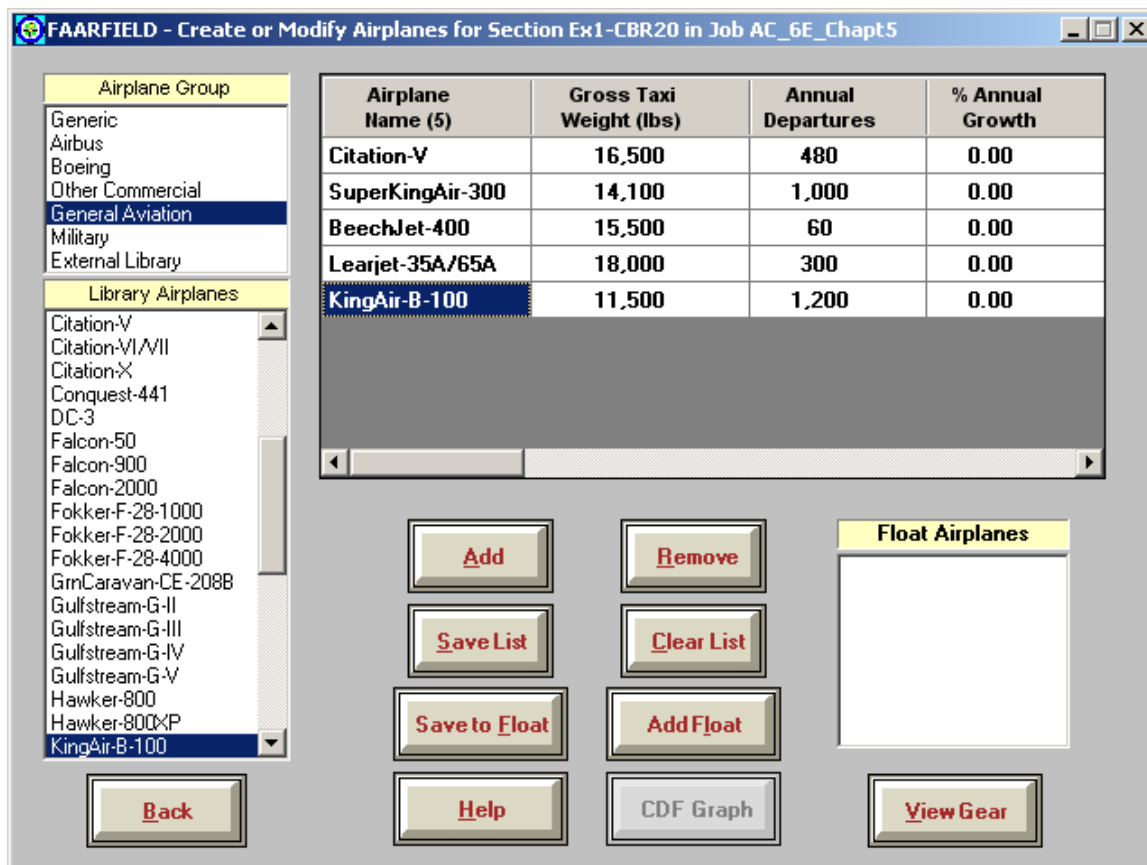 FAARFIELD - Create or Modify Airplanes for Section Ex1-CBR20 in Job AC_6E_Chapt5
Airplane Group
Generic
Airbus
Boeing
Other Commercial
General Aviation
Military
External Library
Library Airplanes
Citation-V
Citation-VI/VII
Citation-X
Conquest-441
DC-3
Falcon-50
Falcon-900
Falcon-2000
Fokker-F-28-1000
Fokker-F-28-2000
Fokker-F-28-4000
GrnCaravan-CE-208B
Gulfstream-G-II
Gulfstream-G-III
Gulfstream-G-IV
Gulfstream-G-V
Hawker-800
Hawker-800XP
KingAir-B-100
Airplane Name (5) Gross Taxi Weight (lbs) Annual Departures % Annual Growth
Citation-V 16,500 480 0.00
SuperKingAir-300 14,100 1,000 0.00
BeechJet-400 15,500 60 0.00
Learjet-35A/65A 18,000 300 0.00
KingAir-B-100 11,500 1,200 0.00
Add Remove
Save List Clear List
Save to Float Add Float
Help CDF Graph
Float Airplanes
Back
View Gear